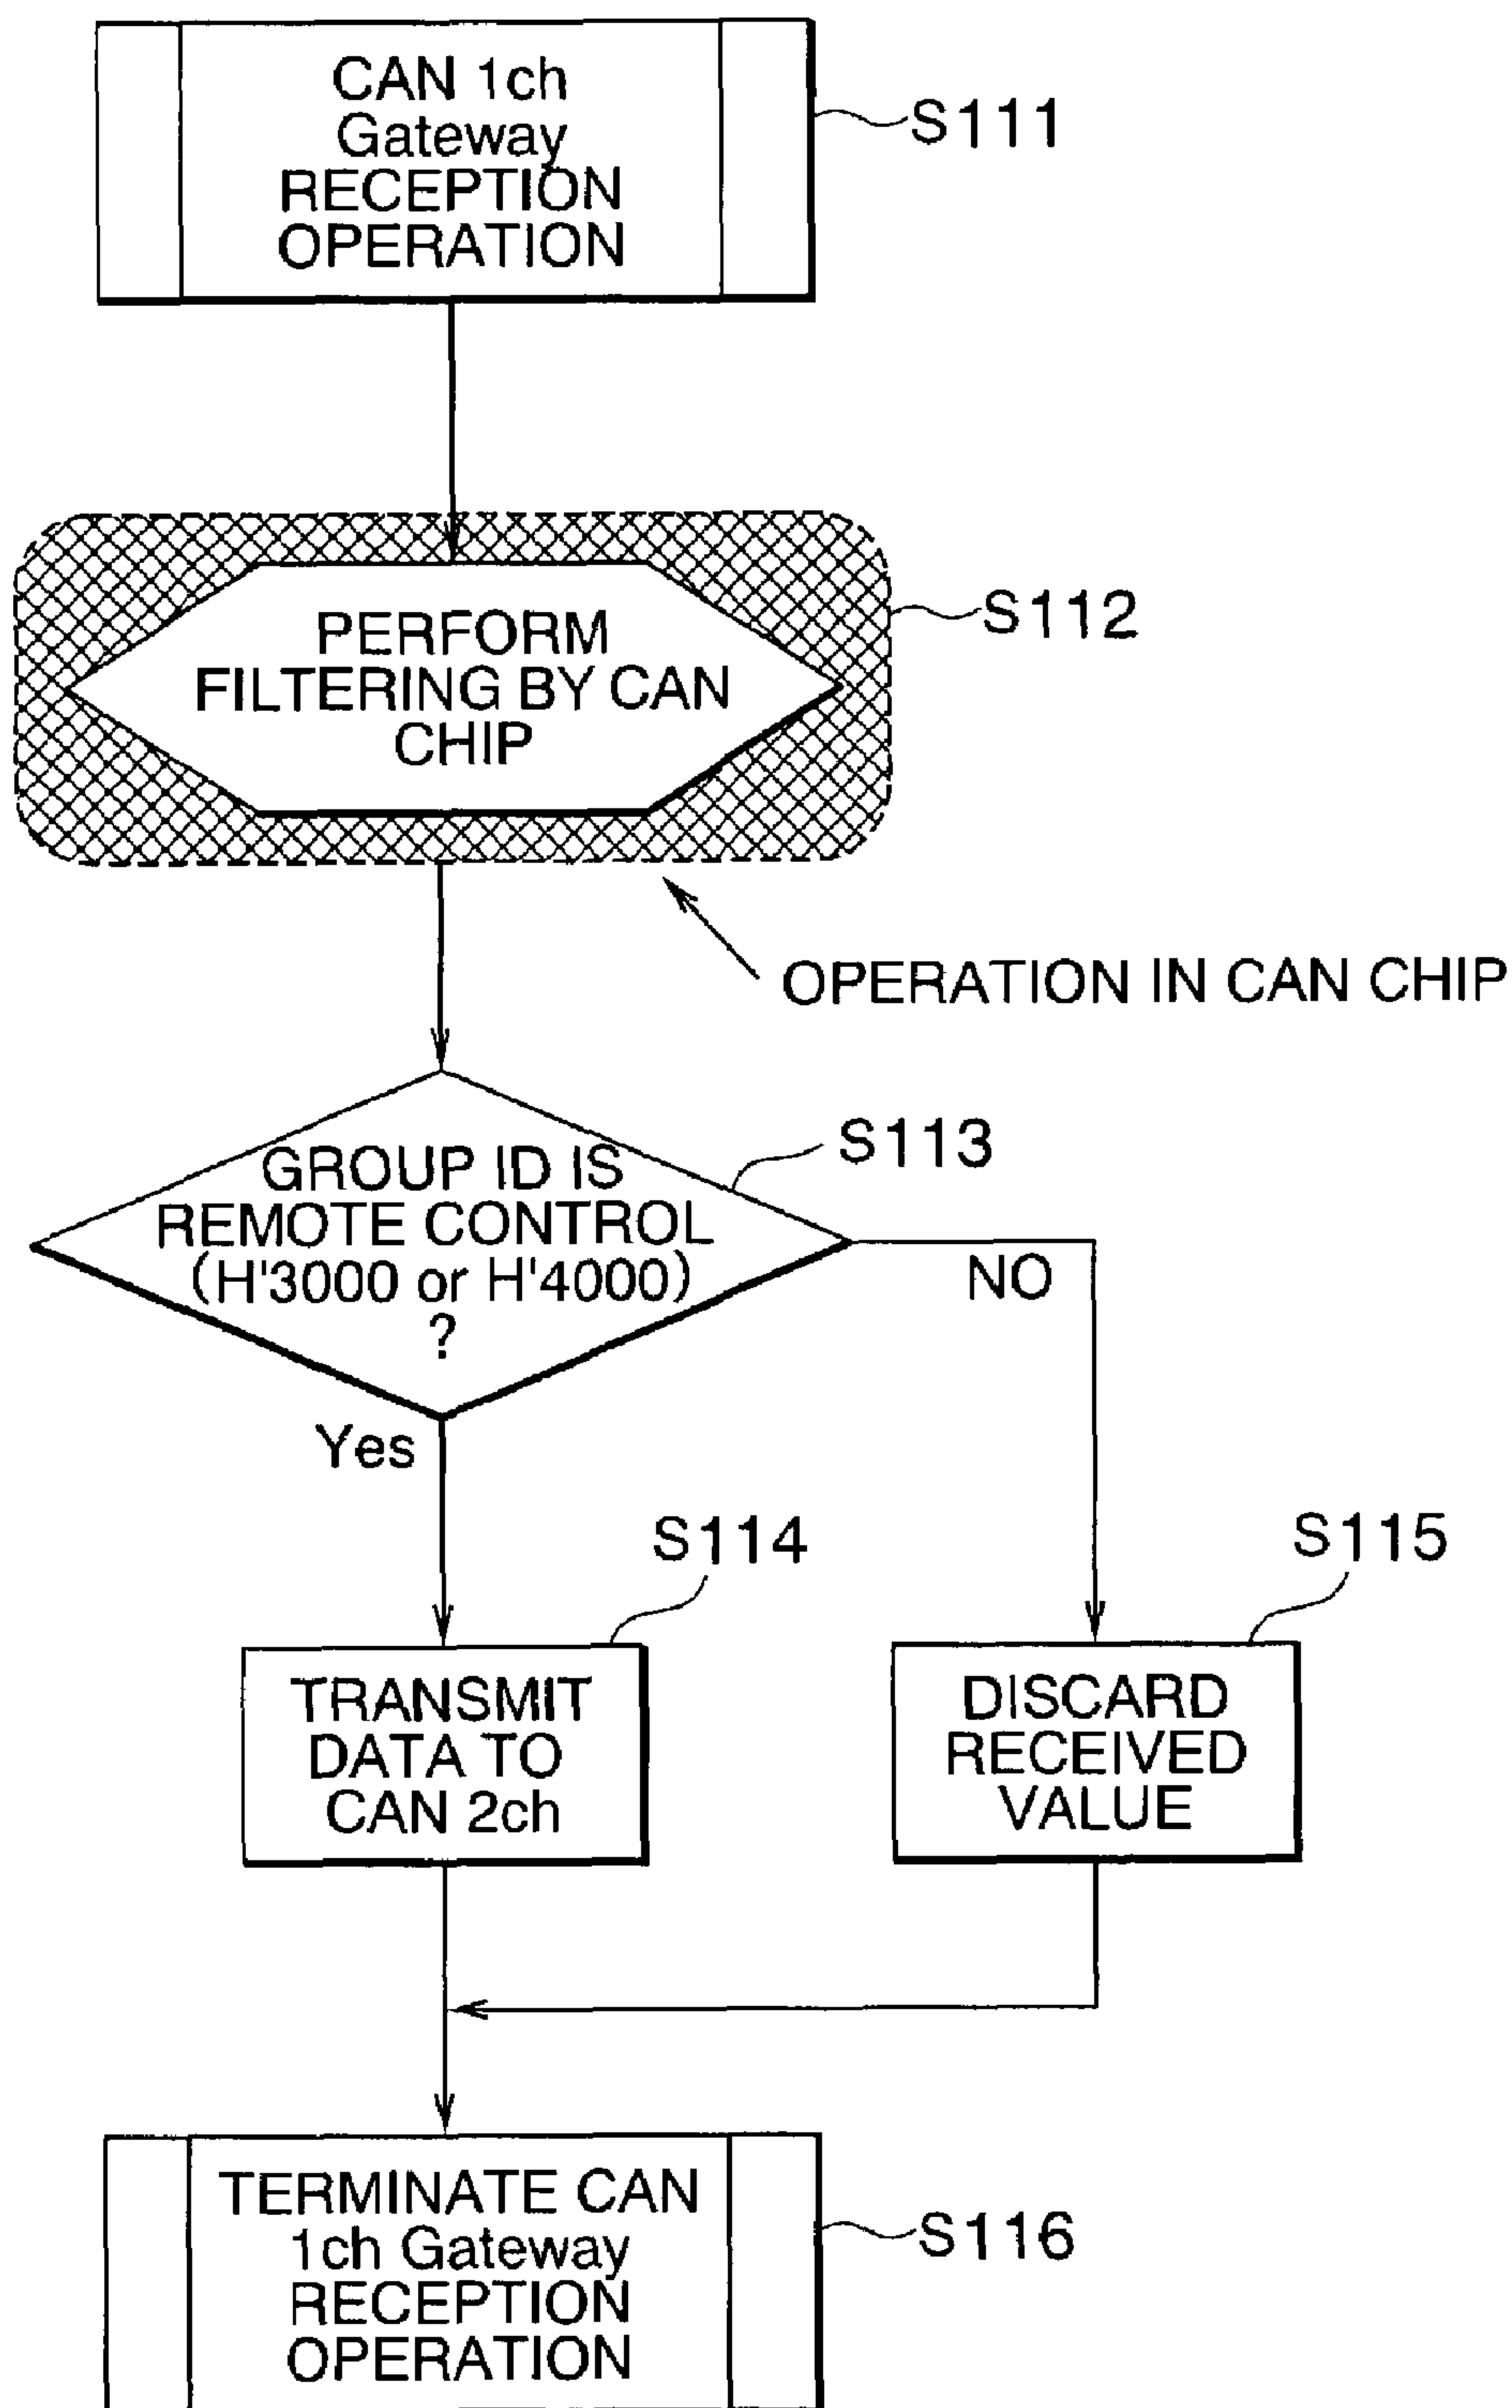 CAN 1ch
Gateway
RECEPTION
OPERATION
S111
PERFORM
FILTERING BY CAN
CHIP
S112
OPERATION IN CAN CHIP
GROUP ID IS
REMOTE CONTROL
(H'3000 or H'4000)
?
S113
NO
Yes
S114
S115
TRANSMIT
DATA TO
CAN 2ch
DISCARD
RECEIVED
VALUE
TERMINATE CAN
1ch Gateway
RECEPTION
OPERATION
S116